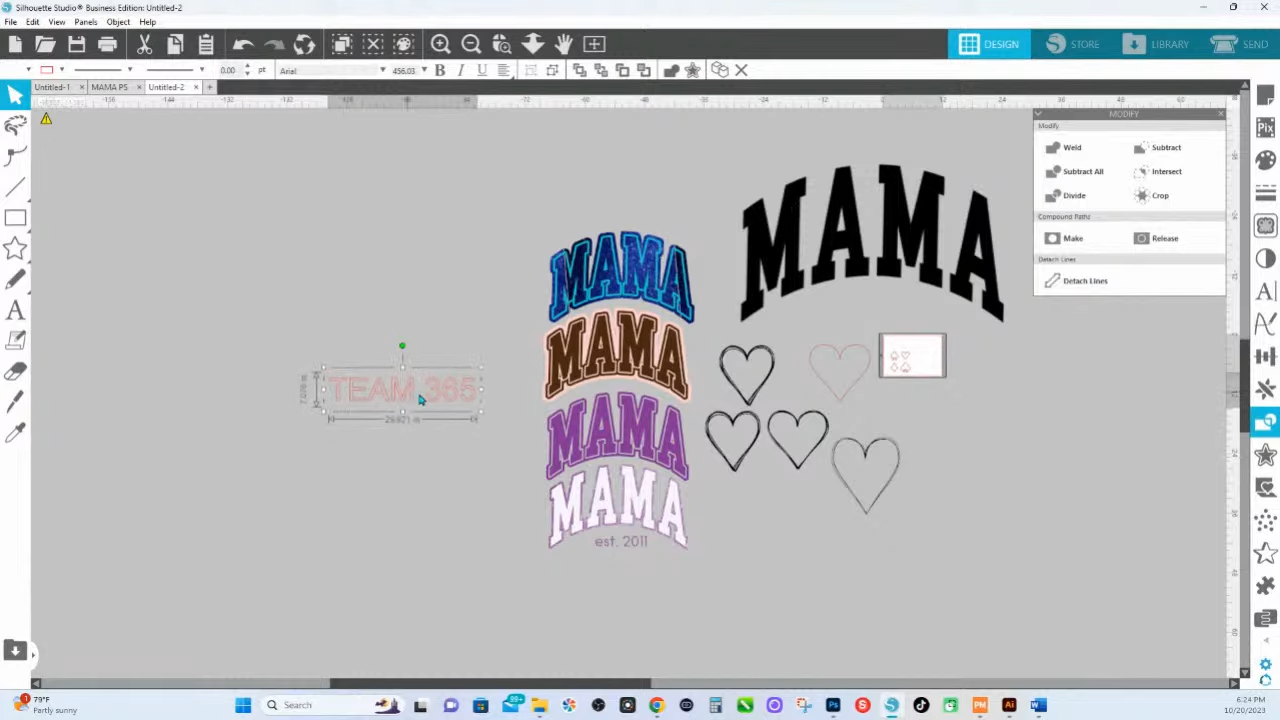 Silhouette Studio® Business Edition: Untitled-2
File Edit View Panels Object Help
DESIGN STORE LIBRARY SEND
0.00 pt Arial 456.03 B I U
Untitled-1 MAMA PS Untitled-2
MODIFY
Modify
Weld Subtract
Subtract All Intersect
Divide Crop
Compound Paths
Make Release
Detach Lines
Detach Lines
MAMA
MAMA
MAMA
TEAM 365
MAMA
MAMA
est. 2011
79°F
Partly sunny
Search
99+
6:24 PM
10/20/2023